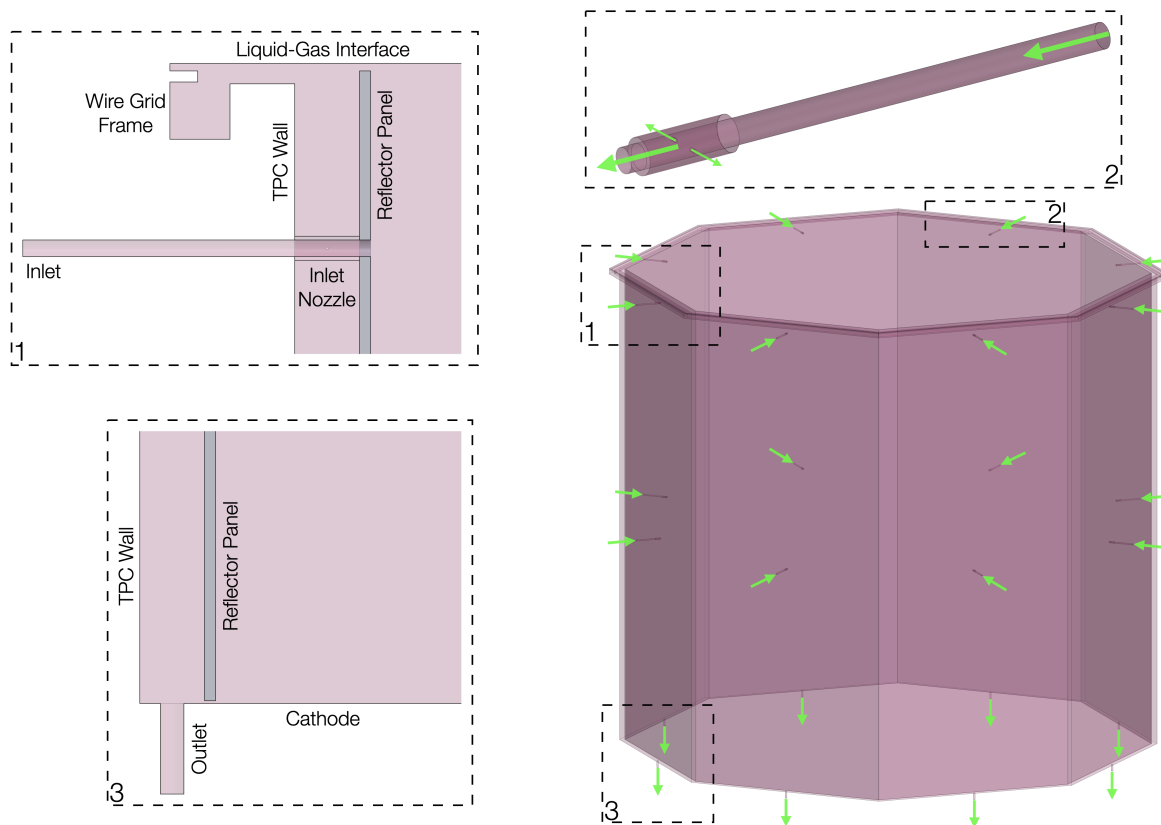 Liquid-Gas Interface
Wire Grid
Frame
TPC Wall
Reflector Panel
Inlet
Inlet
Nozzle
1
2
2
1
3
TPC Wall
Reflector Panel
Cathode
Outlet
3